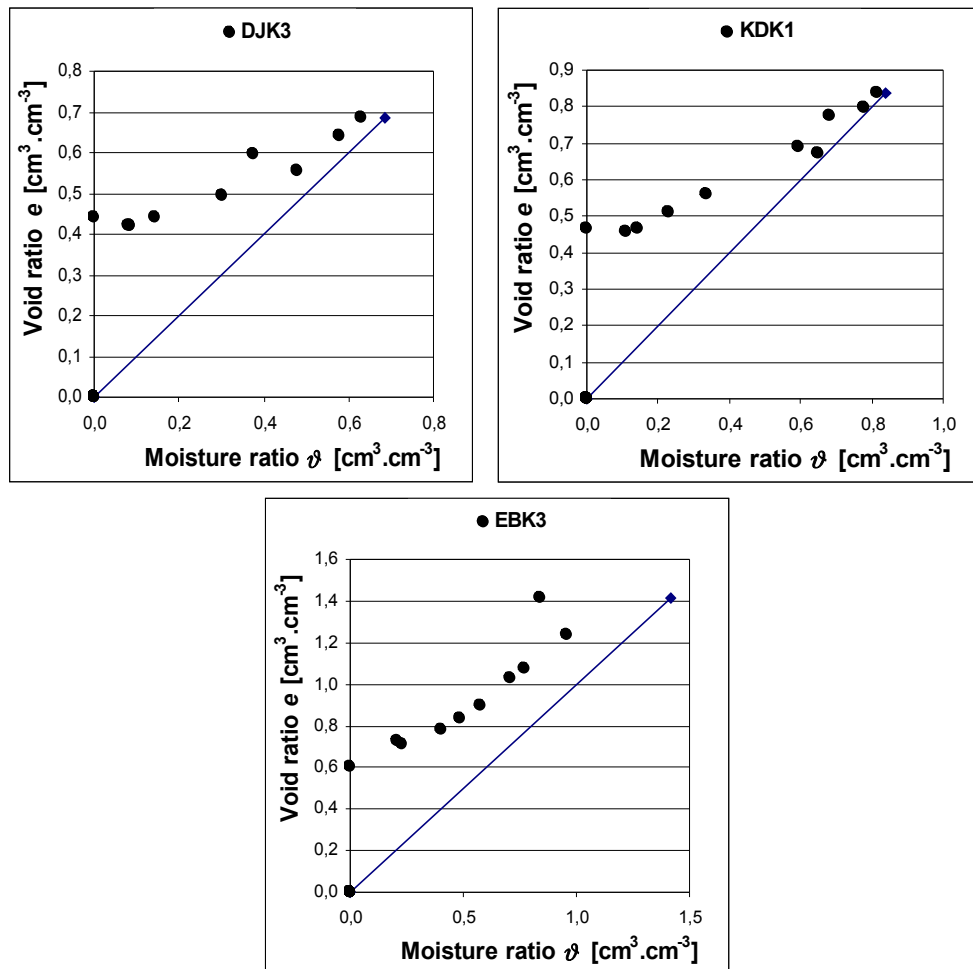 DJK3
Void ratio e [cm³.cm⁻³]
0,8
0,7
0,6
0,5
0,4
0,3
0,2
0,1
0,0
0,0 0,2 0,4 0,6 0,8
Moisture ratio ϑ [cm³.cm⁻³]
KDK1
Void ratio e [cm³.cm⁻³]
0,9
0,8
0,7
0,6
0,5
0,4
0,3
0,2
0,1
0,0
0,0 0,2 0,4 0,6 0,8 1,0
Moisture ratio ϑ [cm³.cm⁻³]
EBK3
Void ratio e [cm³.cm⁻³]
1,6
1,4
1,2
1,0
0,8
0,6
0,4
0,2
0,0
0,0 0,5 1,0 1,5
Moisture ratio ϑ [cm³.cm⁻³]